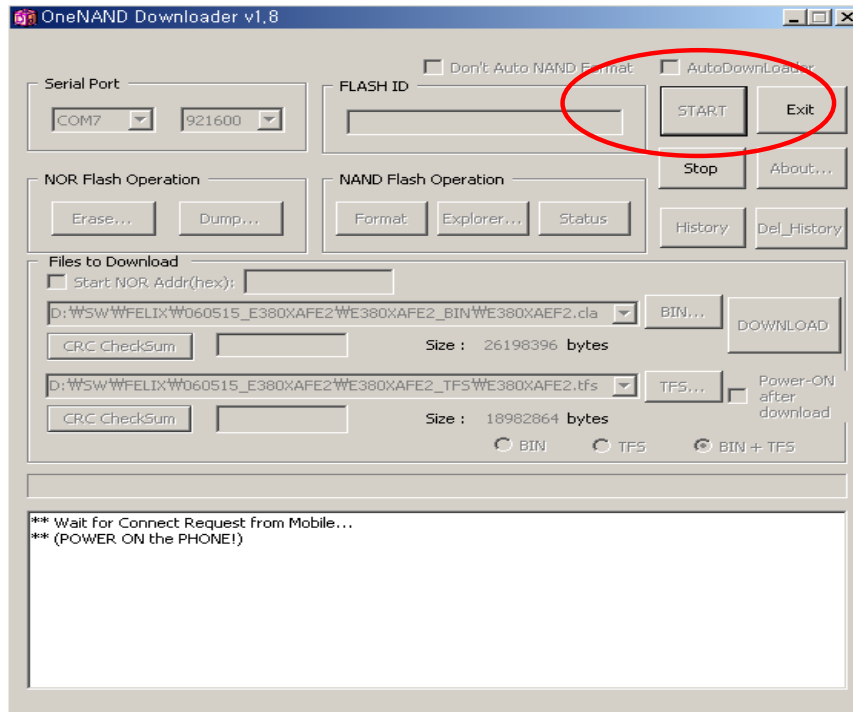 OneNAND Downloader v1.8
Don't Auto NAND Format
AutoDownLoader
Serial Port
COM7
921600
FLASH ID
START
Exit
Stop
About...
NOR Flash Operation
Erase...
Dump...
NAND Flash Operation
Format
Explorer...
Status
History
Del_History
Files to Download
Start NOR Addr(hex):
D:₩SW₩FELIX₩060515_E380XAFE2₩E380XAFE2_BIN₩E380XAEF2.cla
BIN...
DOWNLOAD
CRC CheckSum
Size : 26198396 bytes
D:₩SW₩FELIX₩060515_E380XAFE2₩E380XAFE2_TFS₩E380XAFE2.tfs
TFS...
Power-ON
after
download
CRC CheckSum
Size : 18982864 bytes
BIN
TFS
BIN + TFS
** Wait for Connect Request from Mobile...
** (POWER ON the PHONE!)